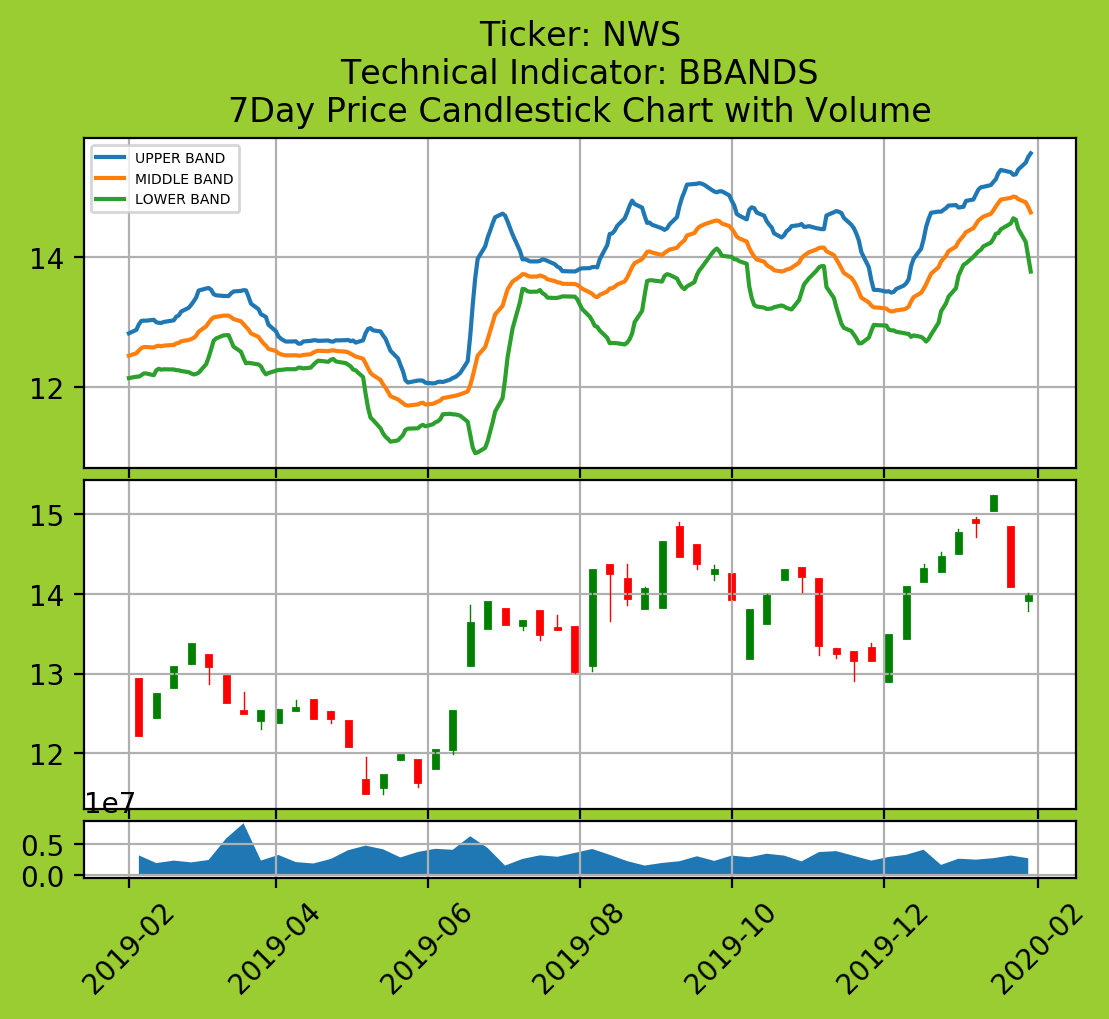 Ticker: NWS
Technical Indicator: BBANDS
7Day Price Candlestick Chart with Volume
UPPER BAND
MIDDLE BAND
LOWER BAND
14
12
15
14
13
12
1e7
0.5
0.0
2019-02
2019-04
2019-06
2019-08
2019-10
2019-12
2020-02